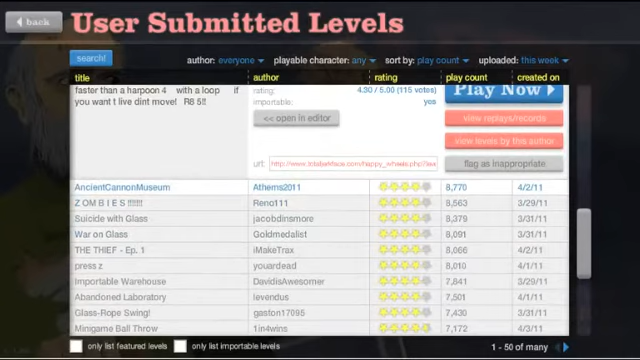 back
User Submitted Levels
search!
author: everyone playable character: any sort by: play count uploaded: this week
title author rating play count created on
faster than a harpoon 4 with a loop if
you want t live dint move! R8 5!!
rating: 4.30 / 5.00 (115 votes)
importable: yes
<< open in editor
Play Now
view replays/records
view levels by this author
url: http://www.totaljerkface.com/happy_wheels.php?leve
flag as inappropriate
AncientCannonMuseum Athems2011 8,770 4/2/11
Z O M B I E S !!!!!!! Reno111 8,563 3/29/11
Suicide with Glass jacobdinsmore 8,379 3/31/11
War on Glass Goldmedalist 8,091 3/31/11
THE THIEF - Ep. 1 iMakeTrax 8,066 4/2/11
press z youardead 8,010 4/1/11
Importable Warehouse DavidisAwesomer 7,841 3/29/11
Abandoned Laboratory levendus 7,501 4/1/11
Glass-Rope Swing! gaston17095 7,430 3/31/11
Minigame Ball Throw 1in4wins 7,172 4/3/11
only list featured levels only list importable levels 1 - 50 of many